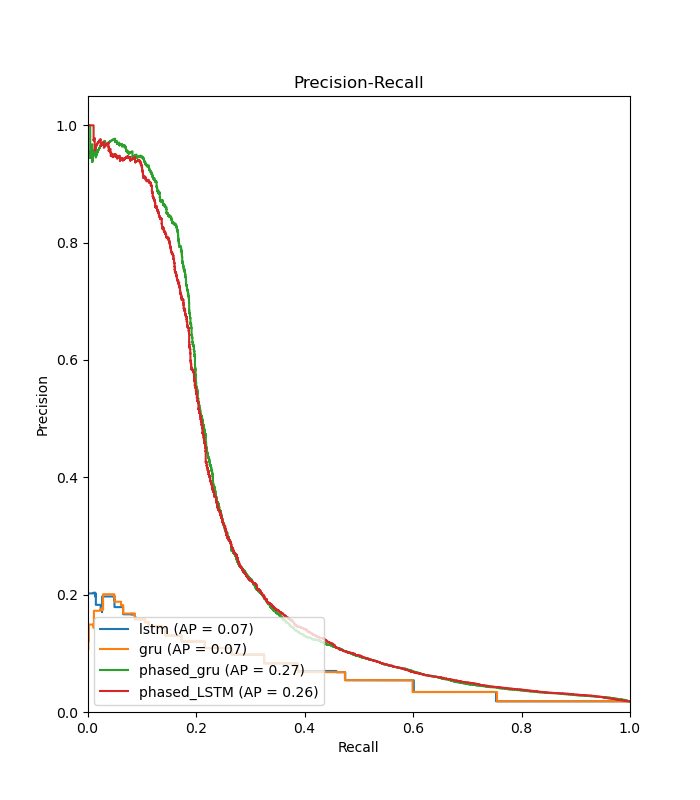 Precision-Recall
Precision
1.0
0.8
0.6
0.4
0.2
0.0
lstm (AP = 0.07)
gru (AP = 0.07)
phased_gru (AP = 0.27)
phased_LSTM (AP = 0.26)
0.0 0.2 0.4 0.6 0.8 1.0
Recall